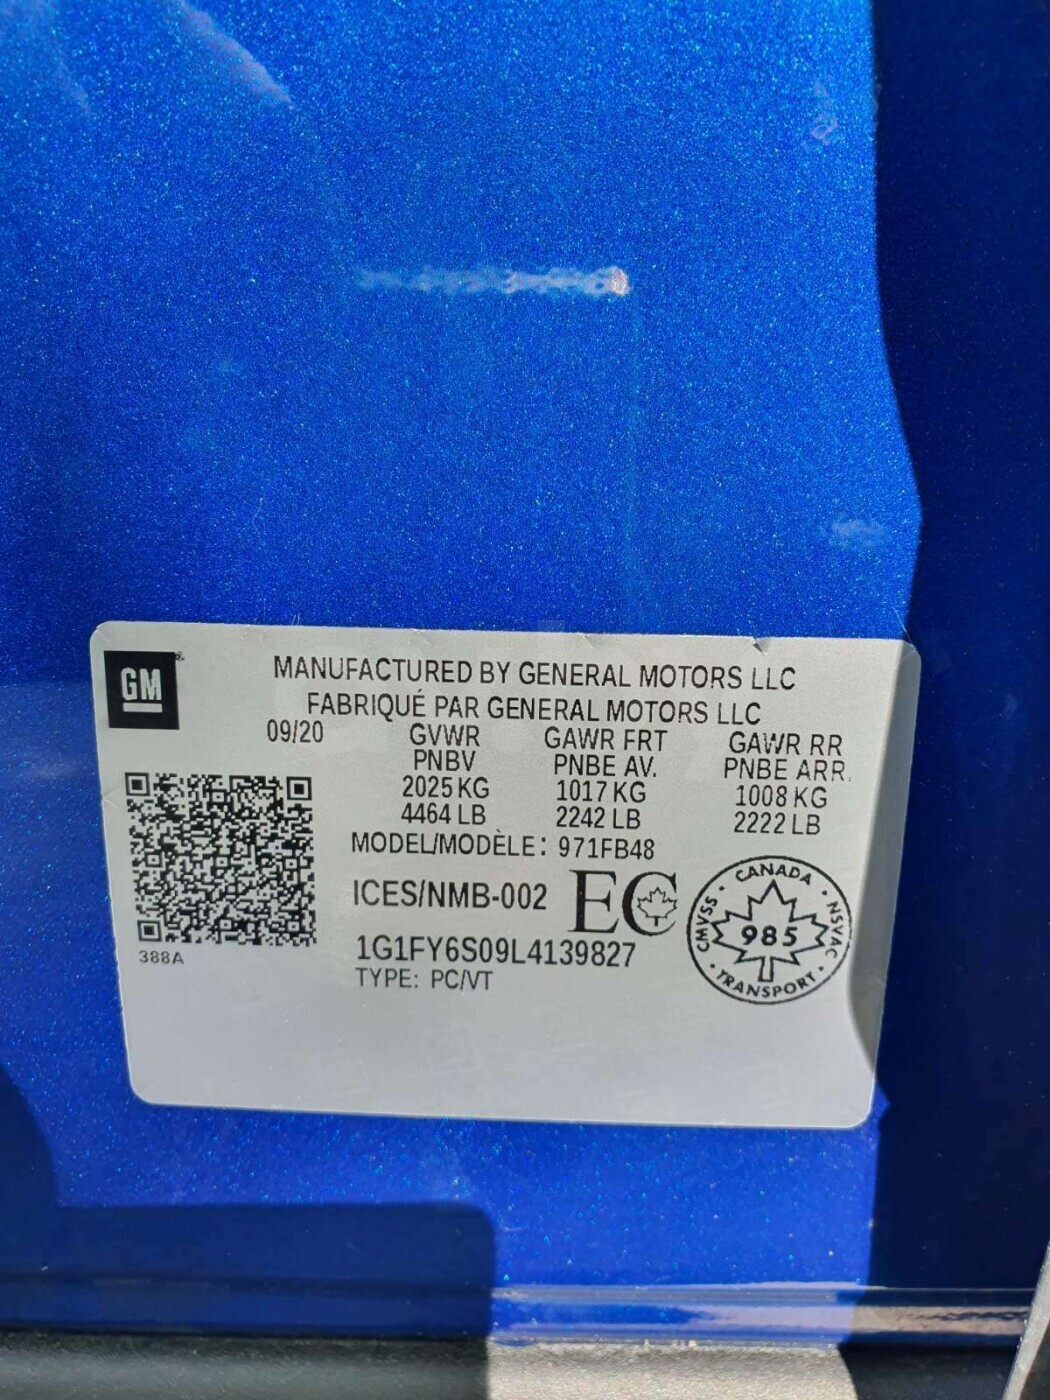 GM
MANUFACTURED BY GENERAL MOTORS LLC
FABRIQUÉ PAR GENERAL MOTORS LLC
09/20 GVWR GAWR FRT GAWR RR
PNBV PNBE AV. PNBE ARR.
2025 KG 1017 KG 1008 KG
4464 LB 2242 LB 2222 LB
MODEL/MODÈLE: 971FB48
ICES/NMB-002 EC
1G1FY6S09L4139827
TYPE: PC/VT
388A
CANADA
CMVSS 985 NSVAC
TRANSPORT